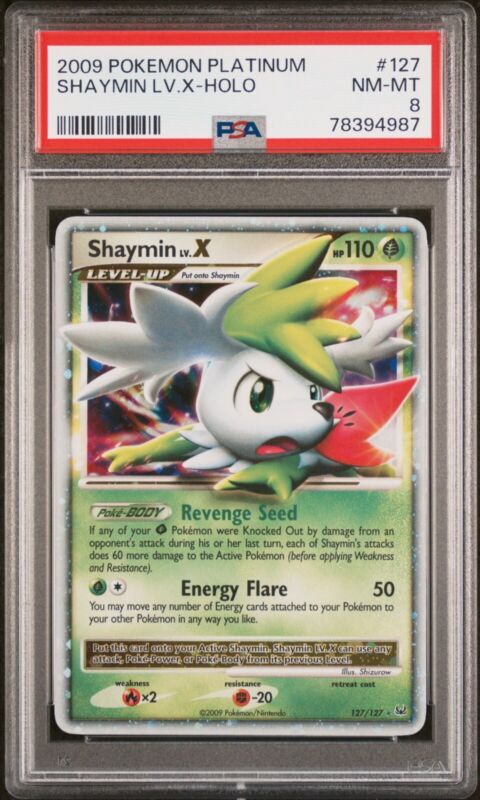 2009 POKEMON PLATINUM #127
SHAYMIN LV.X-HOLO NM-MT
8
PSA 78394987
Shaymin LV.X HP 110
LEVEL-UP Put onto Shaymin
Poké-BODY Revenge Seed
If any of your Pokémon were Knocked Out by damage from an
opponent's attack during his or her last turn, each of Shaymin's attacks
does 60 more damage to the Active Pokémon (before applying Weakness
and Resistance).
Energy Flare 50
You may move any number of Energy cards attached to your Pokémon to
your other Pokémon in any way you like.
Put this card onto your Active Shaymin. Shaymin LV.X can use any
attack, Poké-Power, or Poké-Body from its previous Level.
Illus. Shizurow
weakness resistance retreat cost
×2 -20
©2009 Pokémon/Nintendo 127/127
PSA